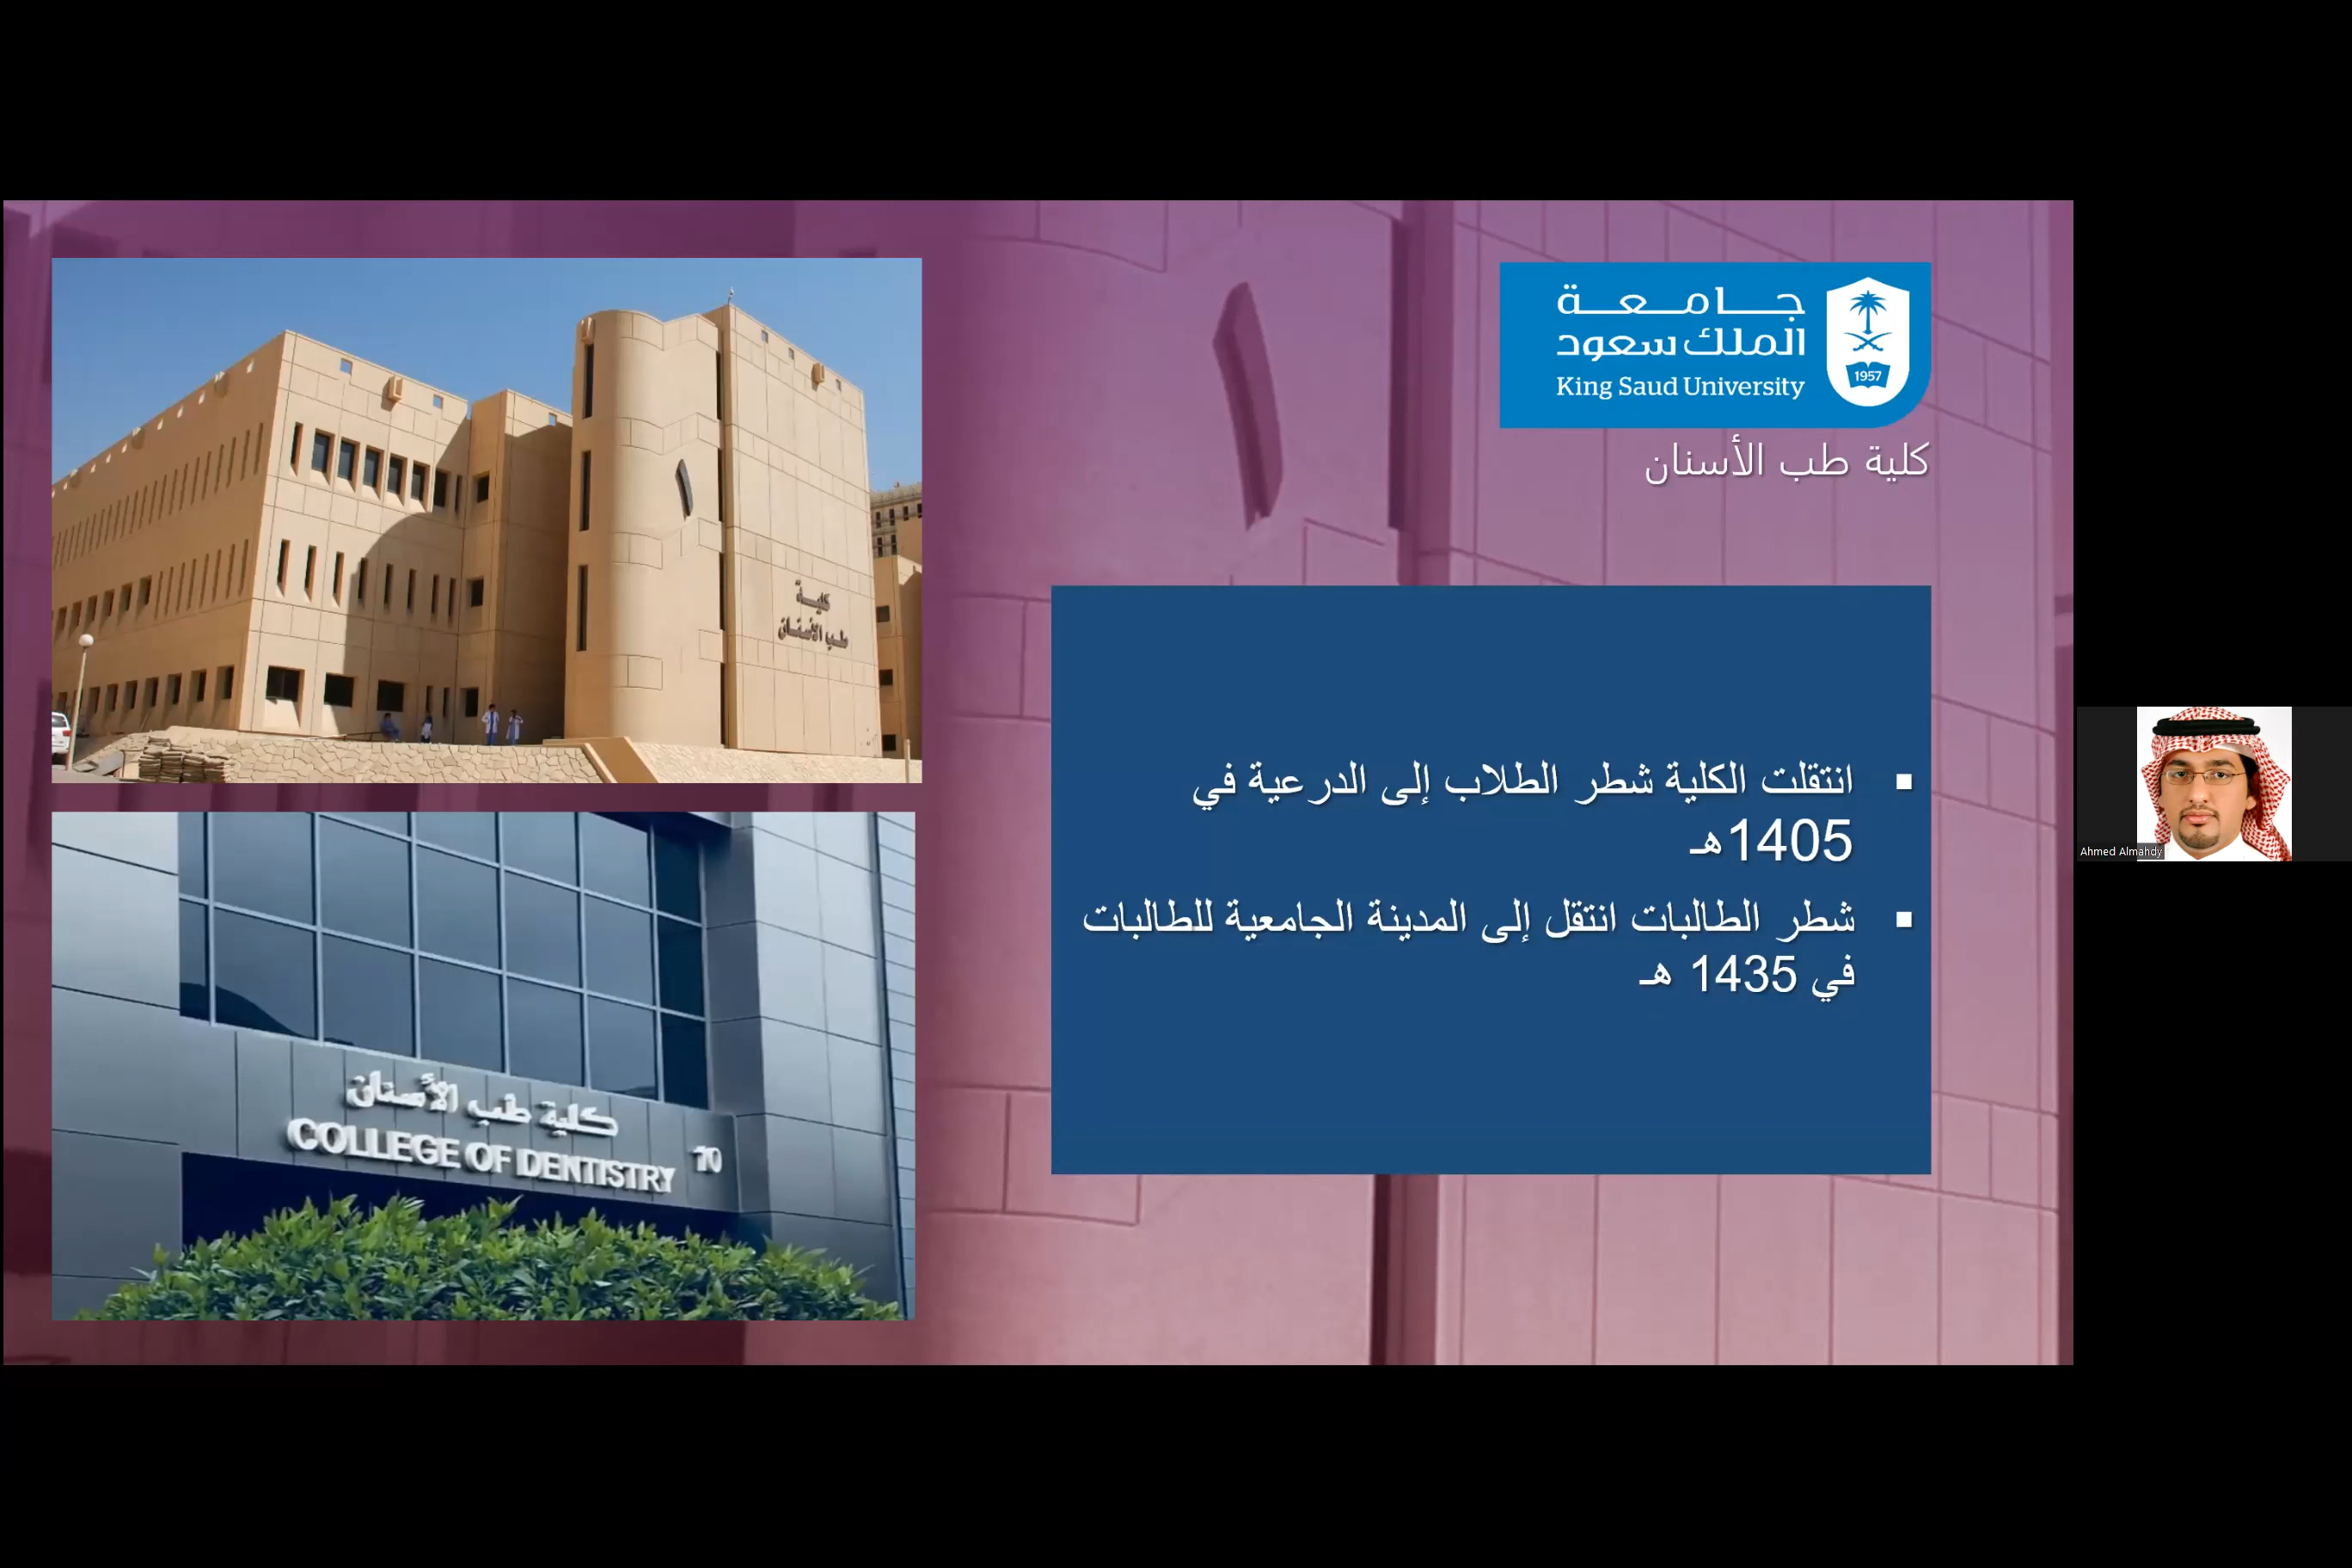 جامعة
الملك سعود
King Saud University
1957
كلية طب الأسنان
انتقلت الكلية شطر الطلاب إلى الدرعية في
1405هـ
شطر الطالبات انتقل إلى المدينة الجامعية للطالبات
في 1435 هـ
كلية
طب الأسنان
كلية طب الأسنان
COLLEGE OF DENTISTRY
70
Ahmed Almahdy